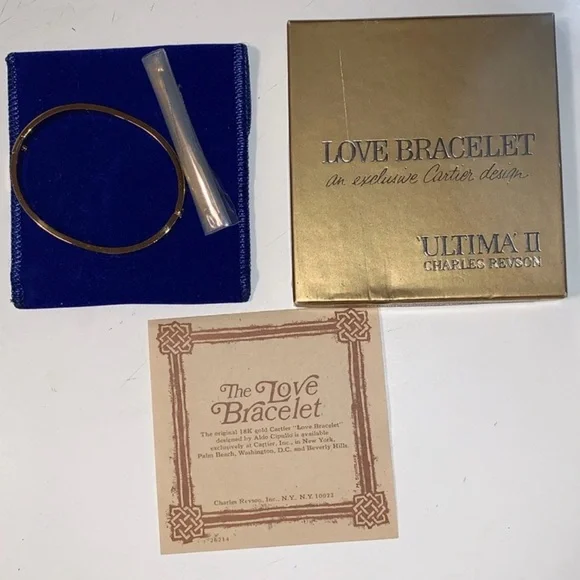 LOVE BRACELET
an exclusive Cartier design
'ULTIMA' II
CHARLES REVSON
The Love
Bracelet
The original 18K gold Cartier "Love Bracelet"
designed by Aldo Cipullo is available
exclusively at Cartier, Inc., in New York,
Palm Beach, Washington, D.C. and Beverly Hills.
Charles Revson, Inc., N.Y., N.Y. 10022